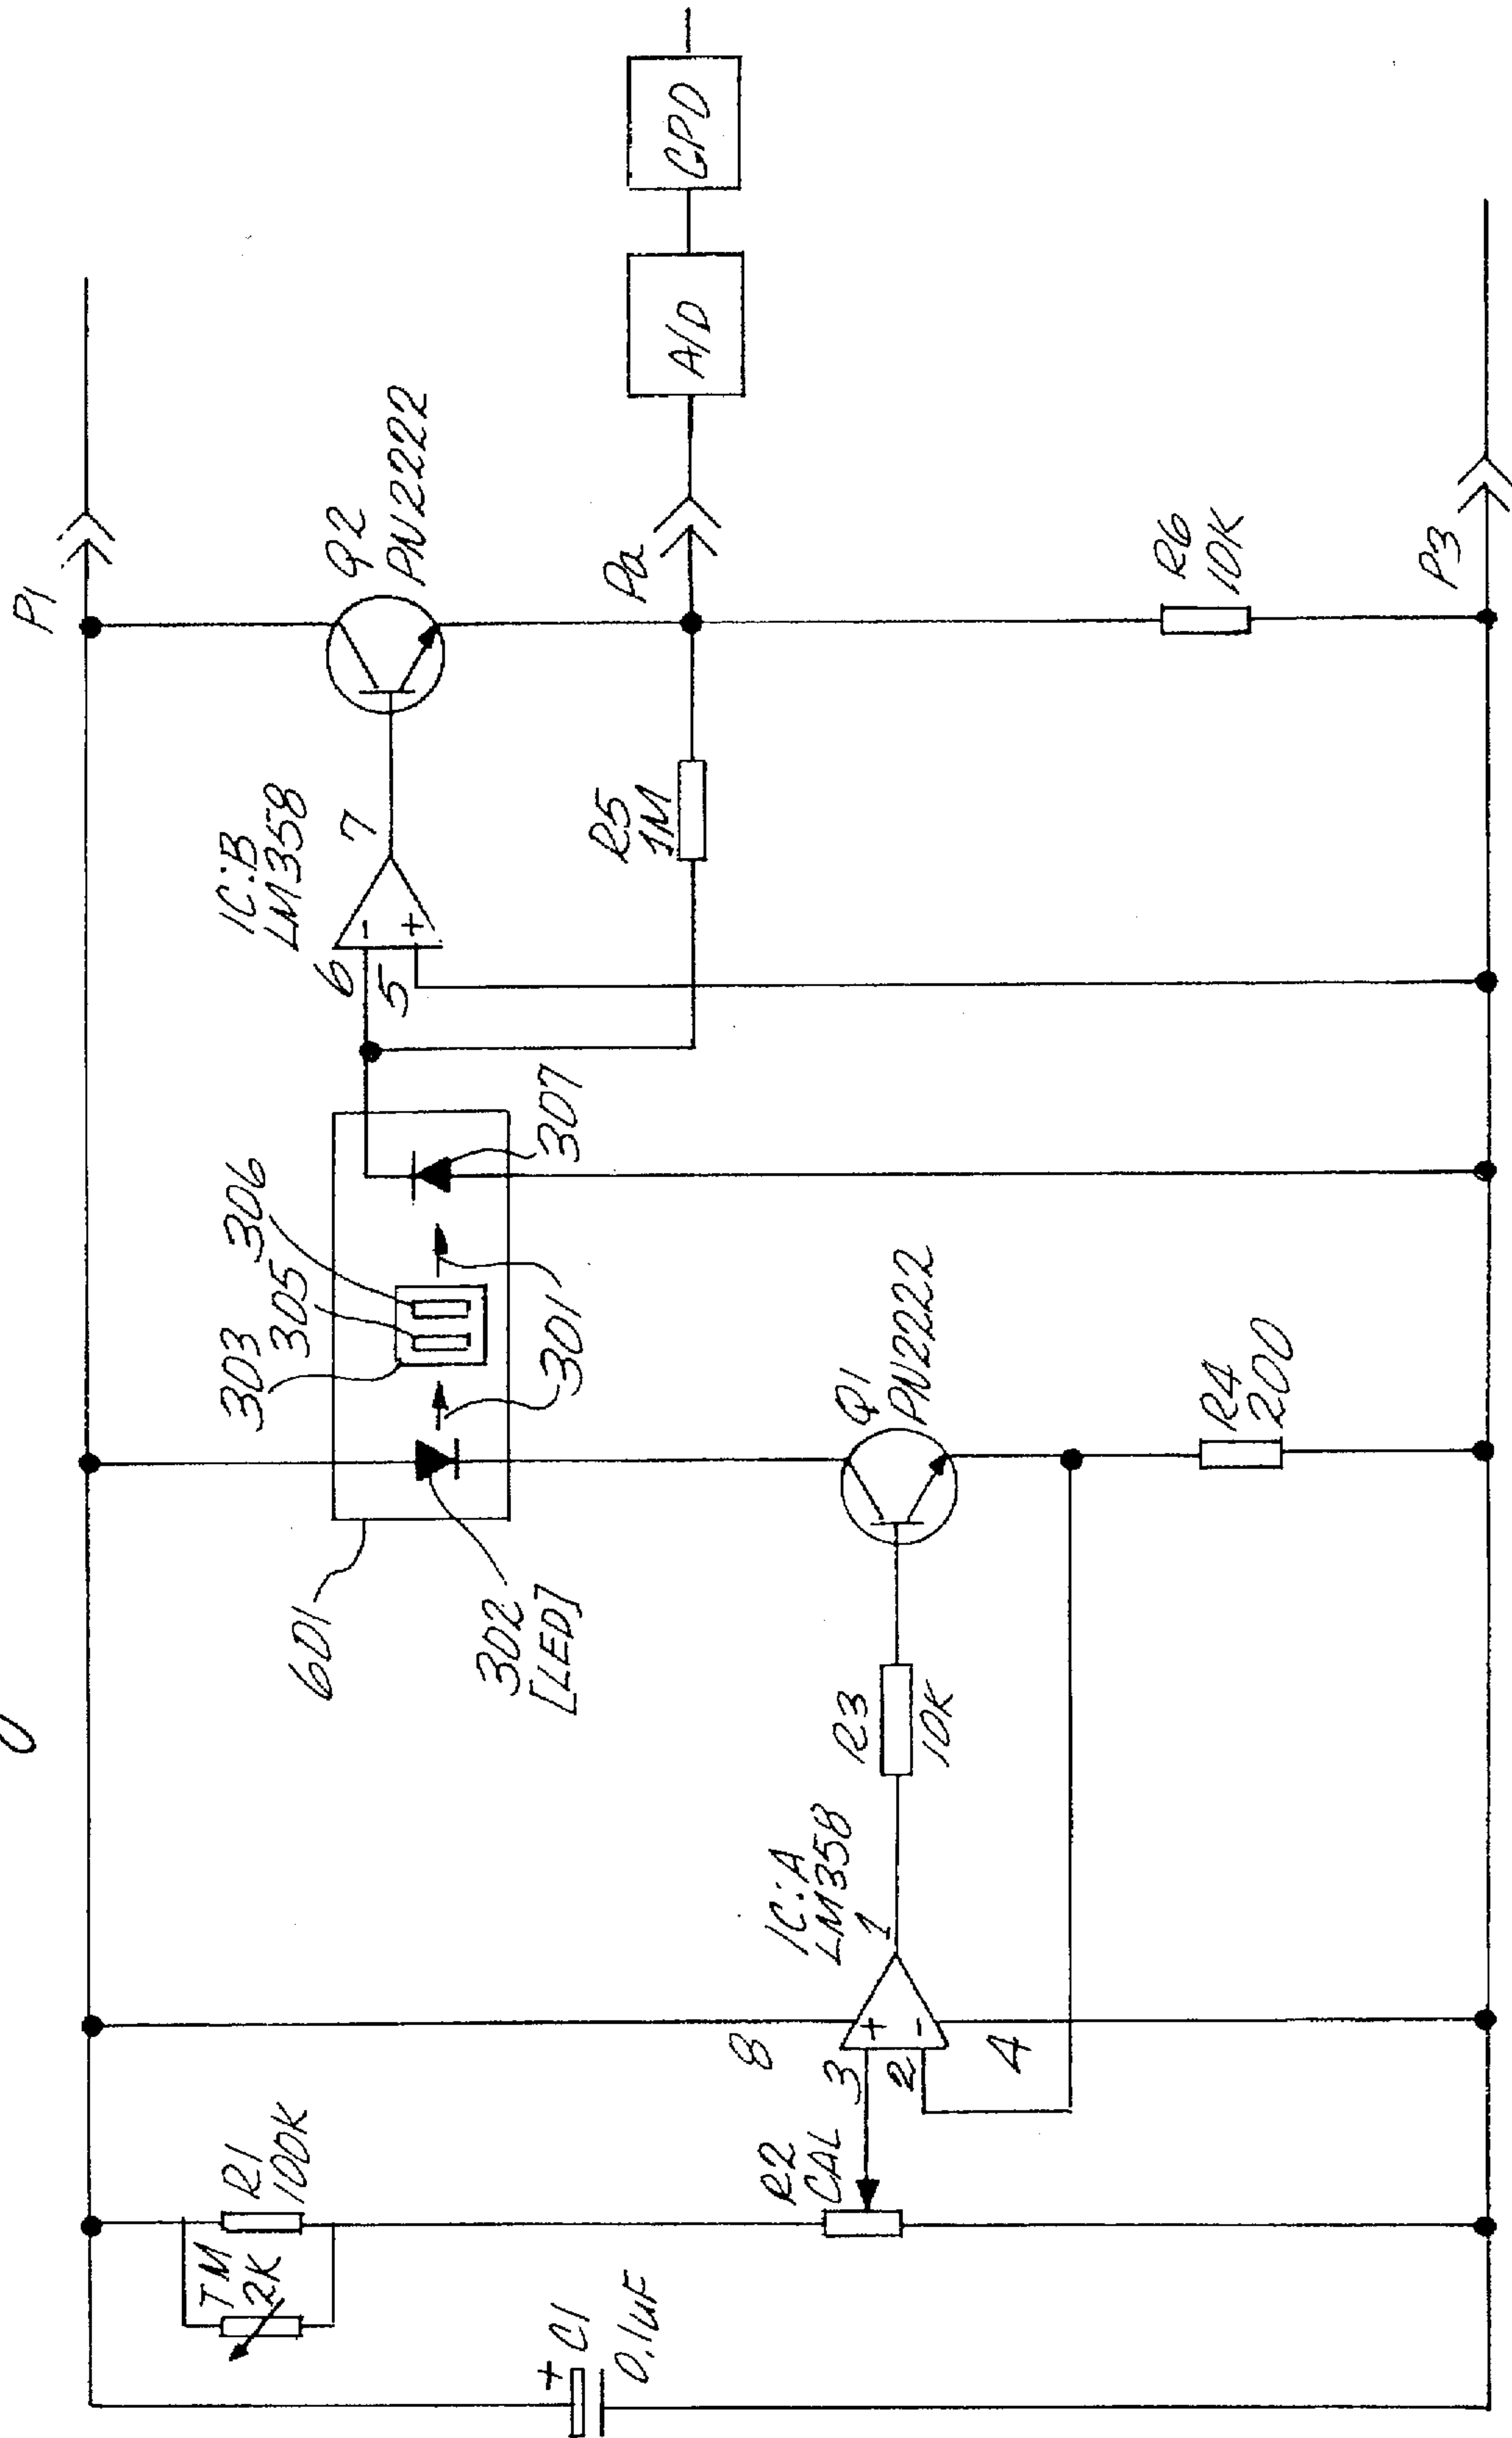 P1
Q2
PN2222
Pa
A/D
CPD
R6
10K
P3
IC:B
LM358
7
6
5
-
+
R5
1M
303
305
306
307
301
601
302
[LED]
Q1
PN2222
R4
200
R3
10K
IC:A
LM358
1
8
3
2
4
+
-
R1
100K
TM
2K
R2
CAL
+
C1
0.1uF